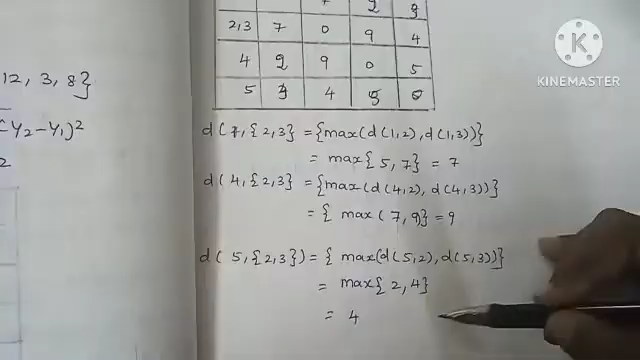 7 2 9
2,3 7 0 9 4
4 9 9 0 5
5 3 4 5 0
K
KINEMASTER
12, 3, 8}
(Y2-Y1)²
2
d(1,{2,3} = {max(d(1,2),d(1,3))}
= max{5,7} = 7
d(4,{2,3} = {max(d(4,2), d(4,3))}
= { max(7,9)} = 9
d(5,{2,3}) = { max(d(5,2),d(5,3))}
= max{2,4}
= 4